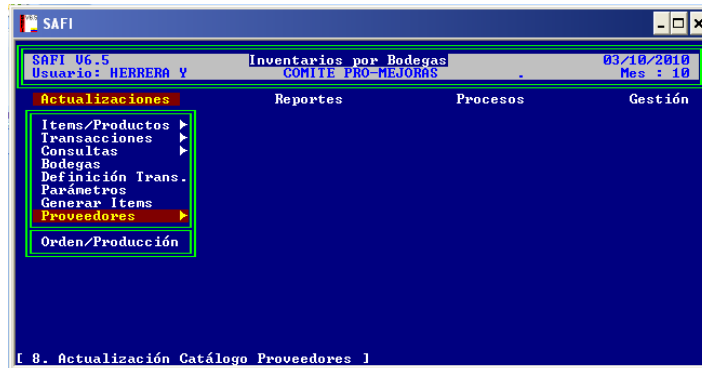 SAFI
SAFI V6.5 Inventarios por Bodegas 03/10/2010
Usuario: HERRERA Y COMITE PRO-MEJORAS . Mes : 10
Actualizaciones Reportes Procesos Gestión
Items/Productos
Transacciones
Consultas
Bodegas
Definición Trans.
Parámetros
Generar Items
Proveedores
Orden/Producción
[ 8. Actualización Catálogo Proveedores ]